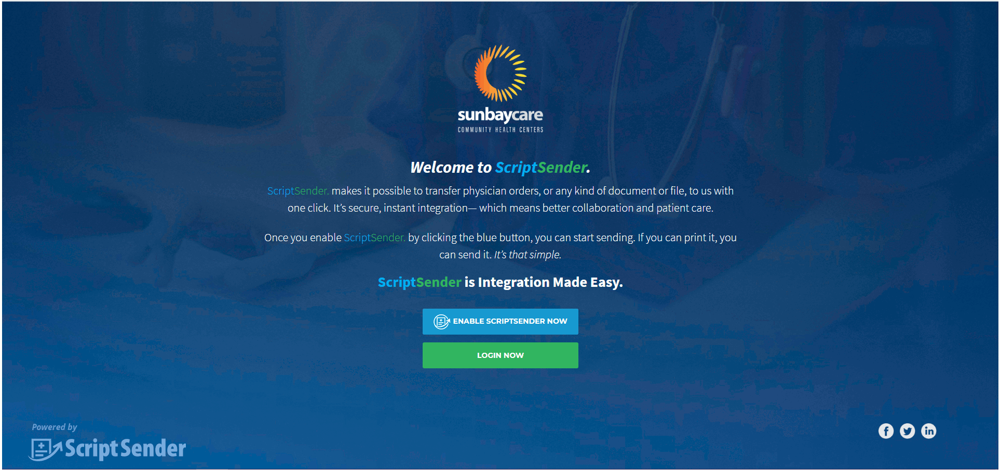 sunbaycare
COMMUNITY HEALTH CENTERS
Welcome to ScriptSender.
ScriptSender. makes it possible to transfer physician orders, or any kind of document or file, to us with
one click. It’s secure, instant integration— which means better collaboration and patient care.
Once you enable ScriptSender. by clicking the blue button, you can start sending. If you can print it, you
can send it. It’s that simple.
ScriptSender is Integration Made Easy.
ENABLE SCRIPTSENDER NOW
LOGIN NOW
Powered by
ScriptSender